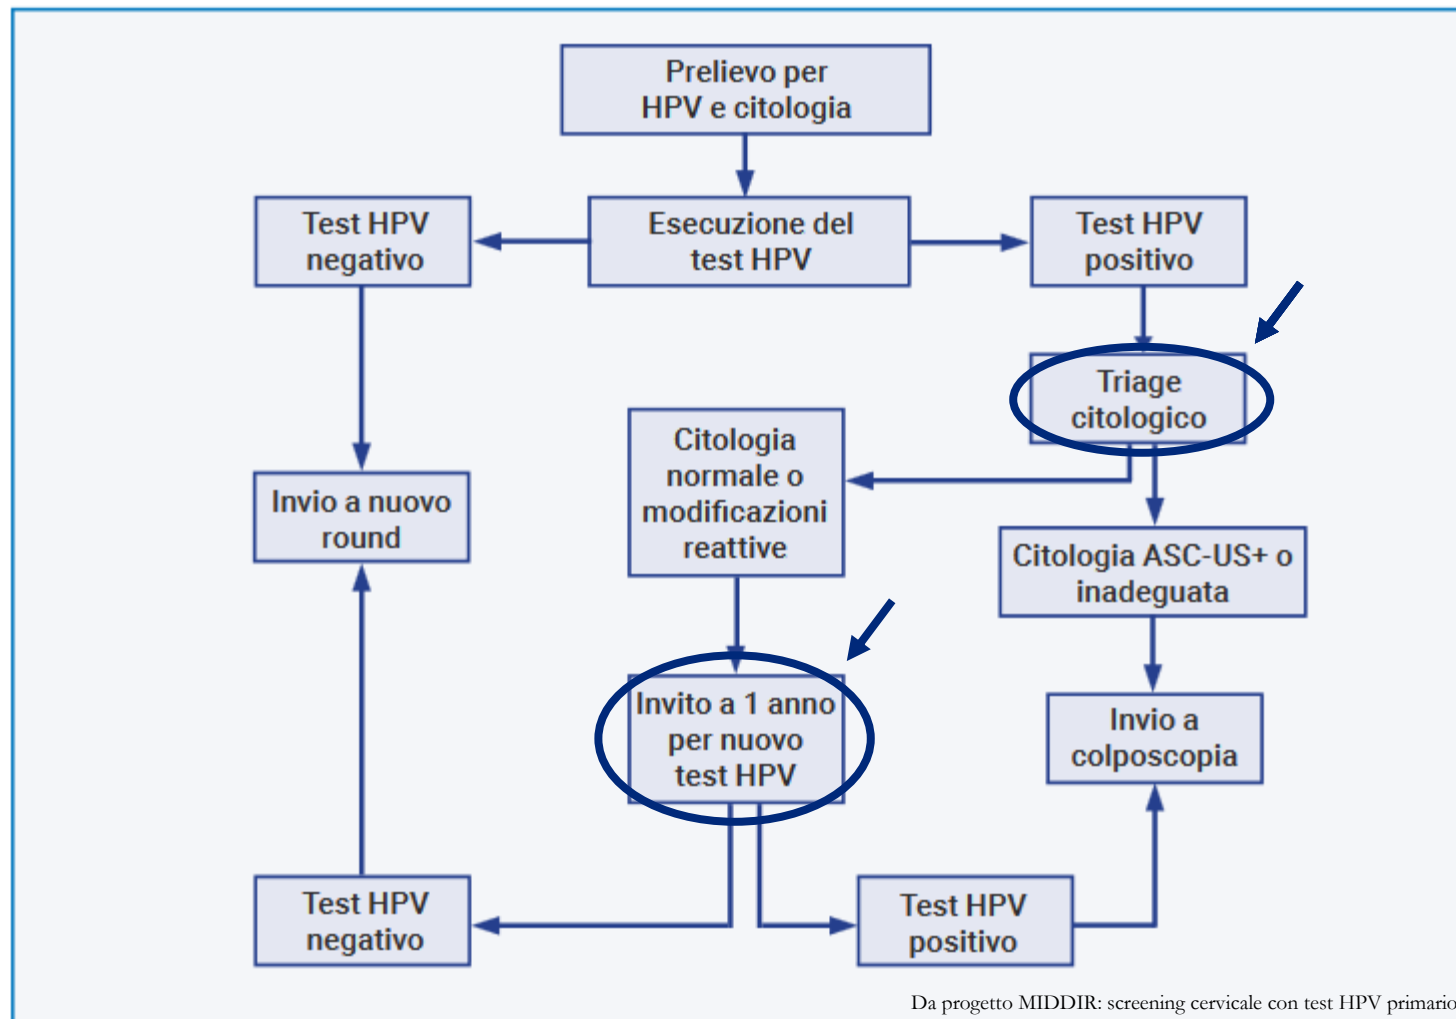 Prelievo per
HPV e citologia
Test HPV
negativo
Esecuzione del
test HPV
Test HPV
positivo
Triage
citologico
Citologia
normale o
modificazioni
reattive
Invio a nuovo
round
Citologia ASC-US+ o
inadeguata
Invito a 1 anno
per nuovo
test HPV
Invio a
colposcopia
Test HPV
negativo
Test HPV
positivo
Da progetto MIDDIR: screening cervicale con test HPV primario